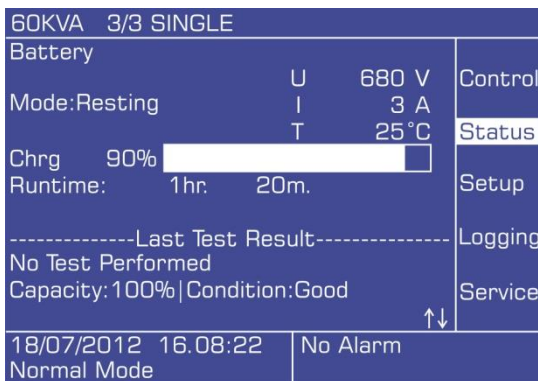 60KVA 3/3 SINGLE
Battery
U 680 V
Mode:Resting I 3 A
T 25°C
Chrg 90%
Runtime: 1hr. 20m.
--------------Last Test Result---------------
No Test Performed
Capacity:100%|Condition:Good
↑↓
Control
Status
Setup
Logging
Service
18/07/2012 16.08:22
Normal Mode
No Alarm